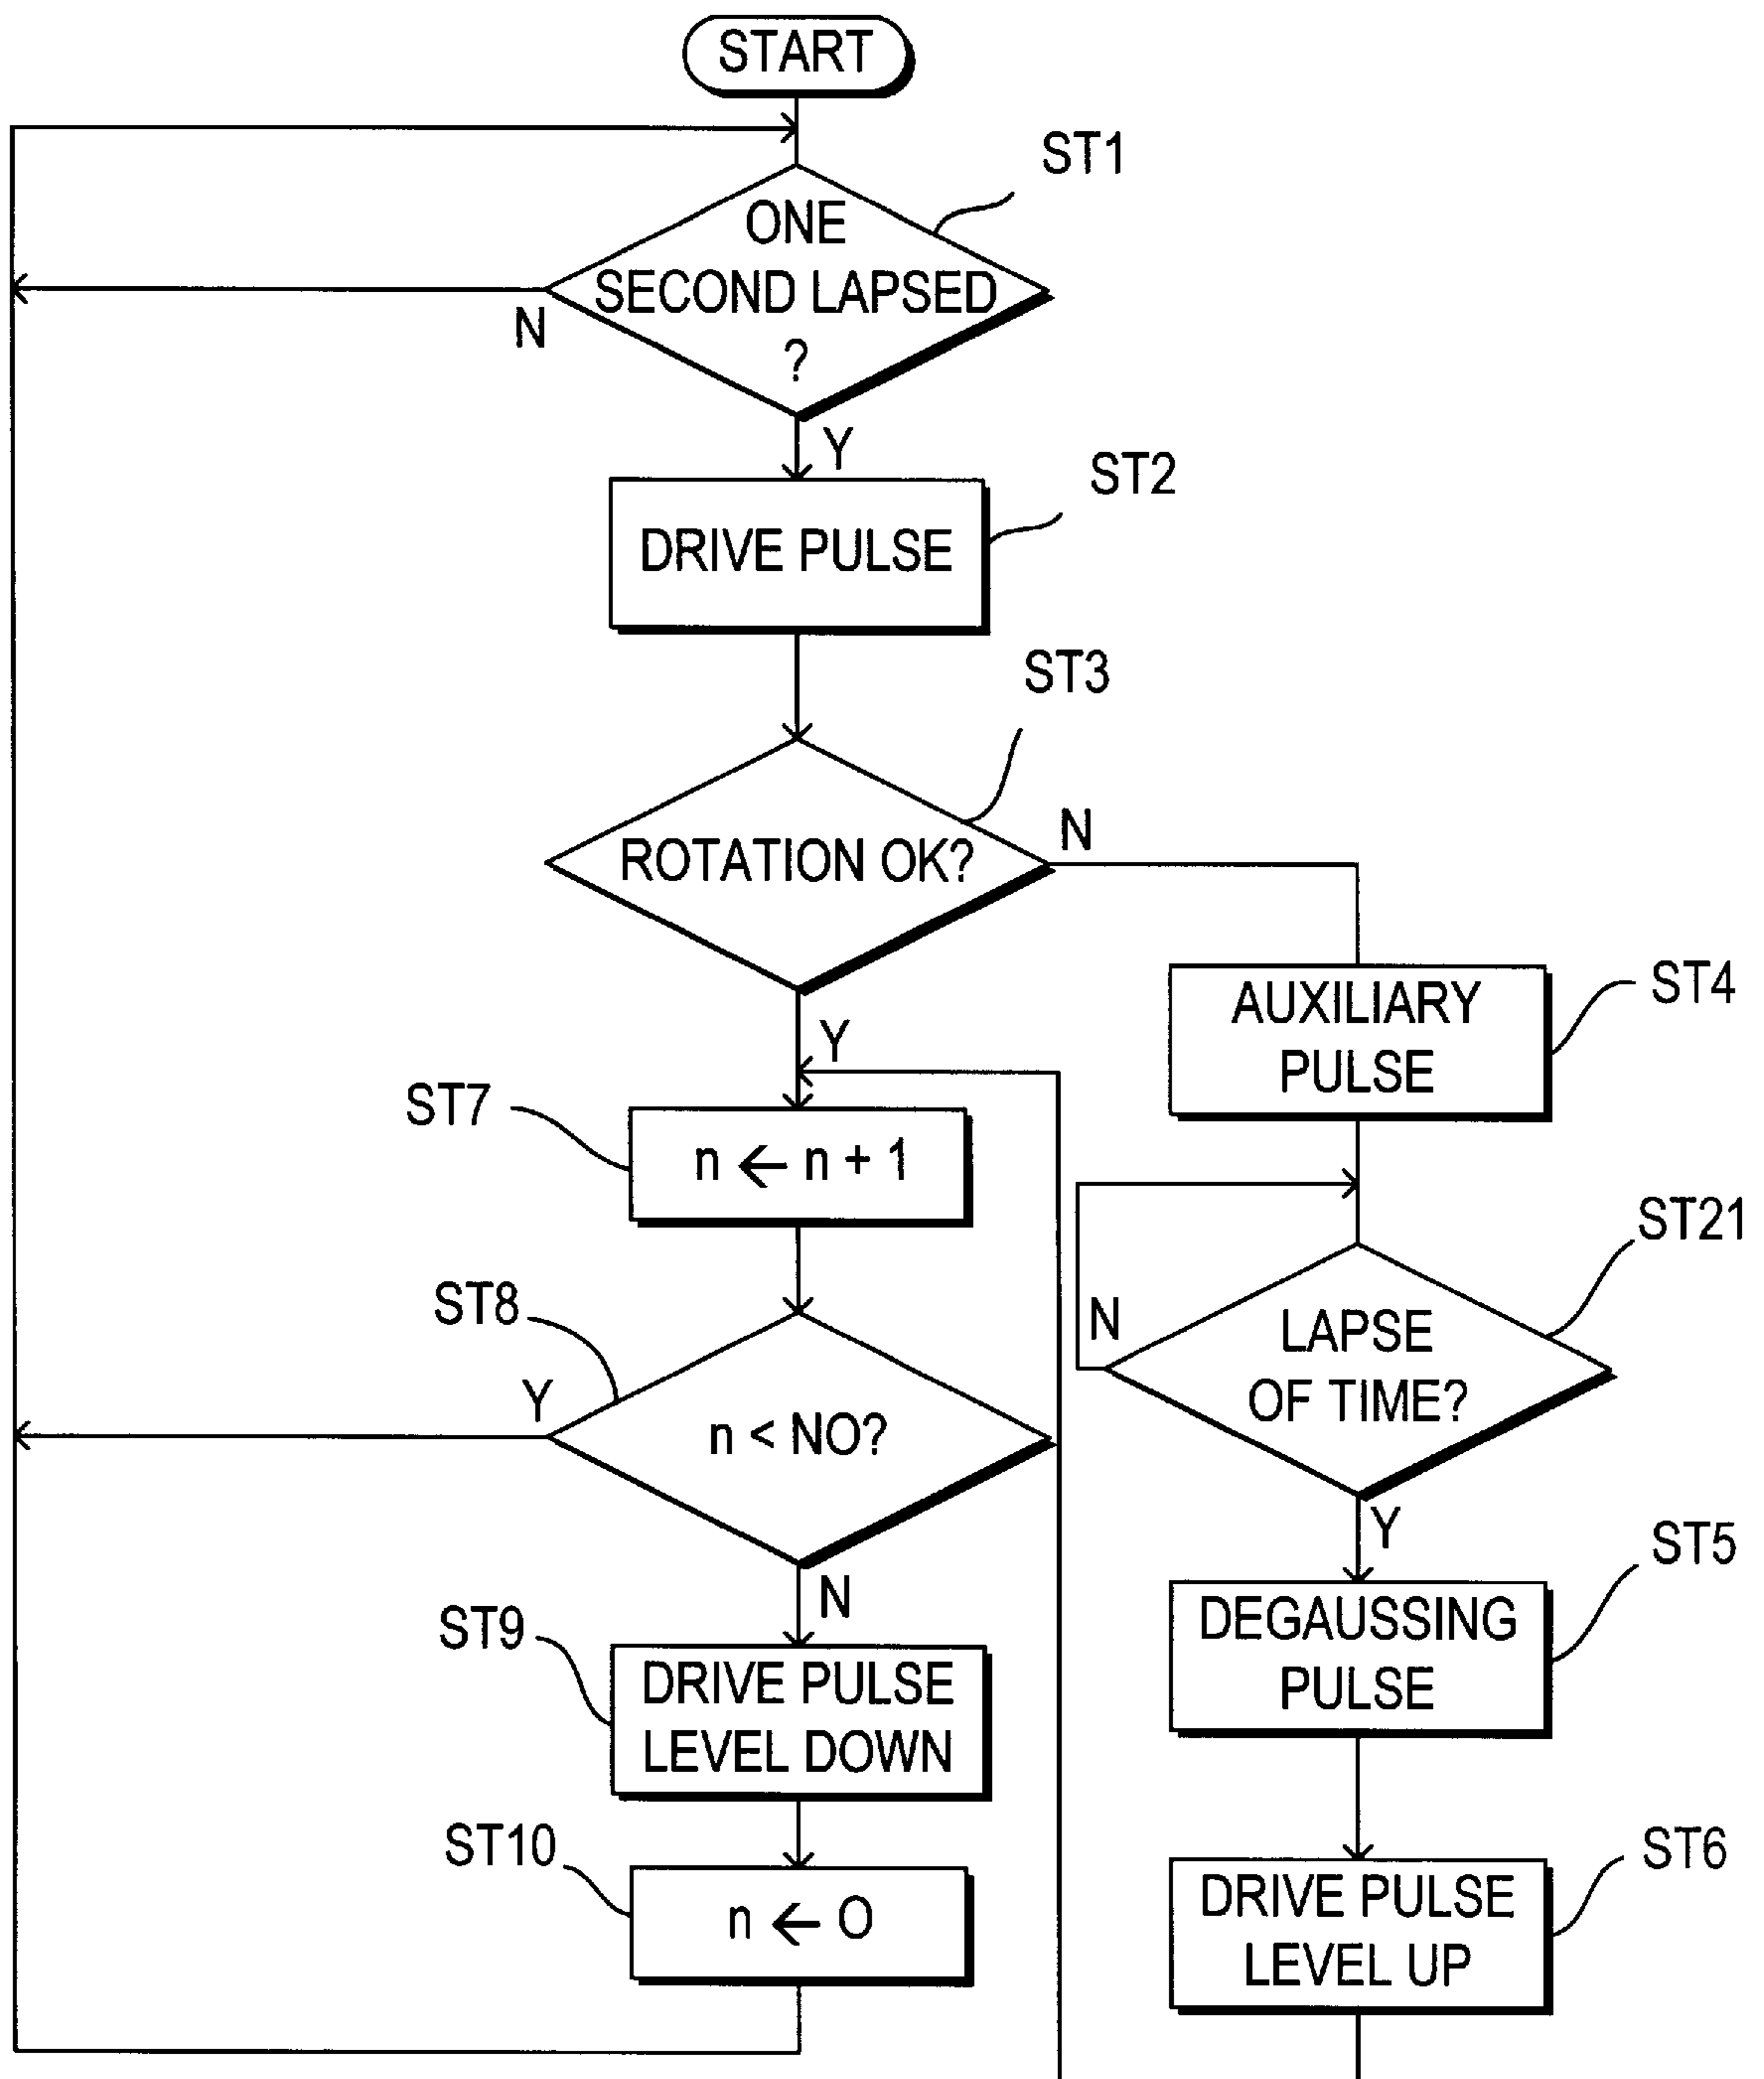 START
ST1
ONE
SECOND LAPSED
?
N
Y
ST2
DRIVE PULSE
ST3
ROTATION OK?
N
Y
ST4
AUXILIARY
PULSE
ST7
n ← n + 1
ST21
LAPSE
OF TIME?
N
Y
ST8
n < NO?
Y
N
ST5
DEGAUSSING
PULSE
ST9
DRIVE PULSE
LEVEL DOWN
ST10
n ← O
ST6
DRIVE PULSE
LEVEL UP